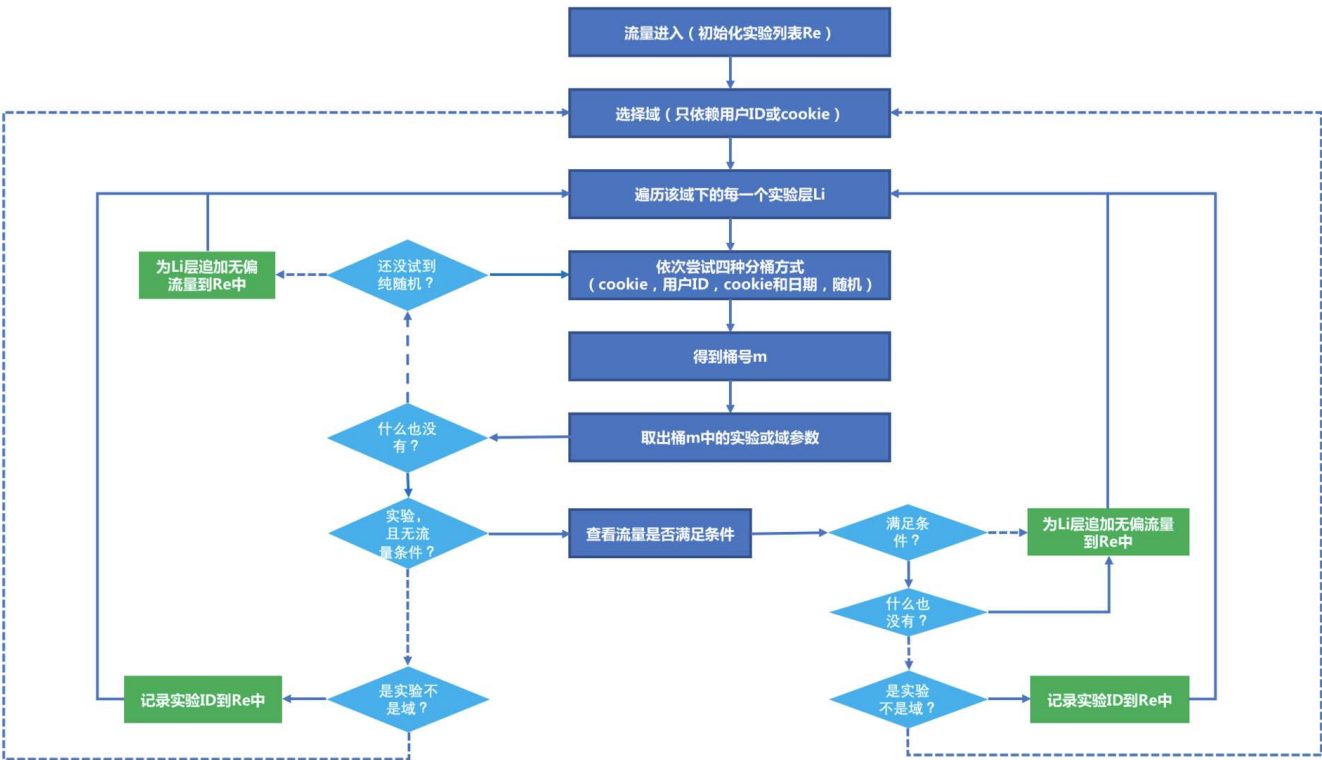 流量进入（初始化实验列表Re）
选择域（只依赖用户ID或cookie）
遍历该域下的每一个实验层Li
为Li层追加无偏
流量到Re中
还没试到
纯随机？
依次尝试四种分桶方式
（cookie，用户ID，cookie和日期，随机）
得到桶号m
什么也没
有？
取出桶m中的实验或域参数
实验，
且无流
量条件？
查看流量是否满足条件
满足条
件？
为Li层追加无偏流量
到Re中
什么也
没有？
记录实验ID到Re中
是实验不
是域？
是实验
不是域？
记录实验ID到Re中